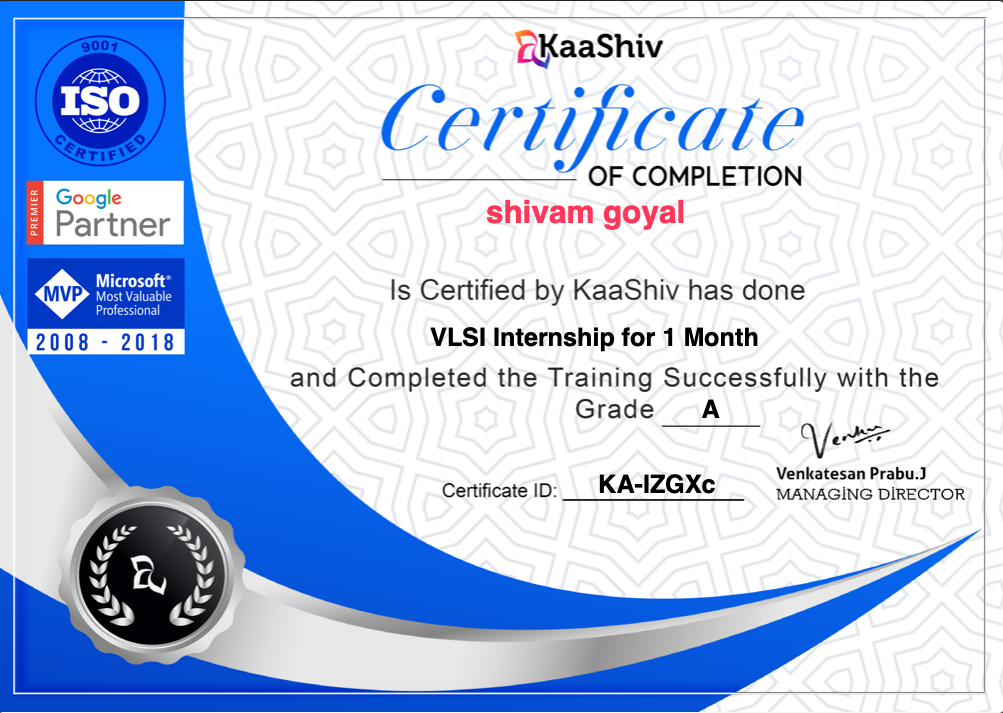 9001
ISO
CERTIFIED
PREMIER
Google
Partner
MVP
Microsoft®
Most Valuable
Professional
2008 - 2018
KaaShiv
Certificate
OF COMPLETION
shivam goyal
Is Certified by KaaShiv has done
VLSI Internship for 1 Month
and Completed the Training Successfully with the
Grade A
Certificate ID: KA-IZGXc
Venkat
Venkatesan Prabu.J
MANAGING DIRECTOR